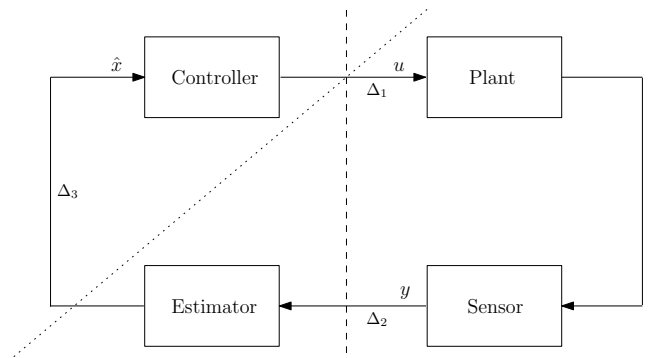 x̂
Controller
u
Δ₁
Plant
Δ₃
Estimator
y
Δ₂
Sensor